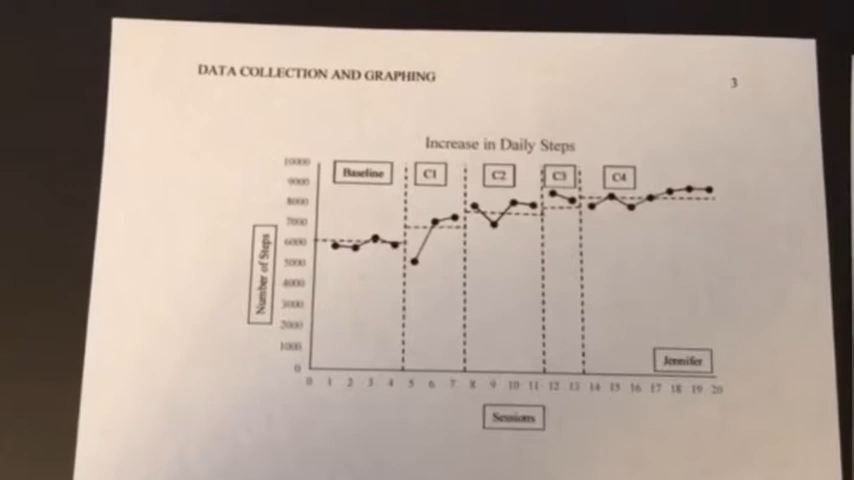 DATA COLLECTION AND GRAPHING
3
Increase in Daily Steps
Baseline C1 C2 C3 C4
10000
9000
8000
7000
6000
5000
4000
3000
2000
1000
0
Number of Steps
Jennifer
0 1 2 3 4 5 6 7 8 9 10 11 12 13 14 15 16 17 18 19 20
Sessions